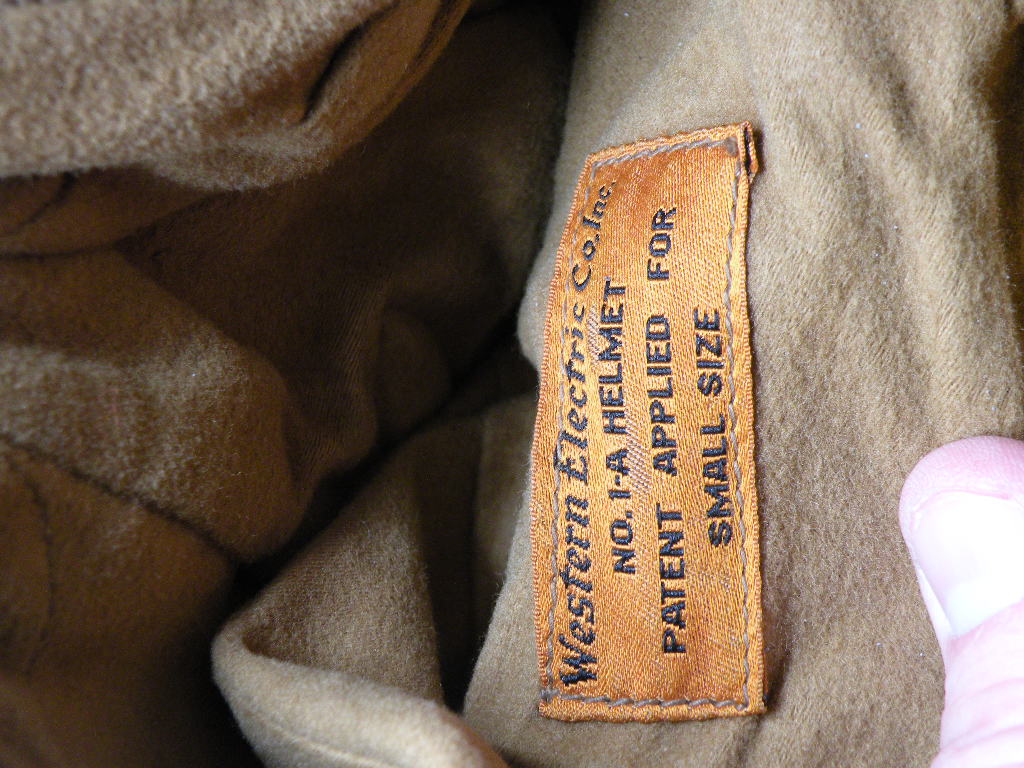 Western Electric Co. Inc.
NO. 1-A HELMET
PATENT APPLIED FOR
SMALL SIZE